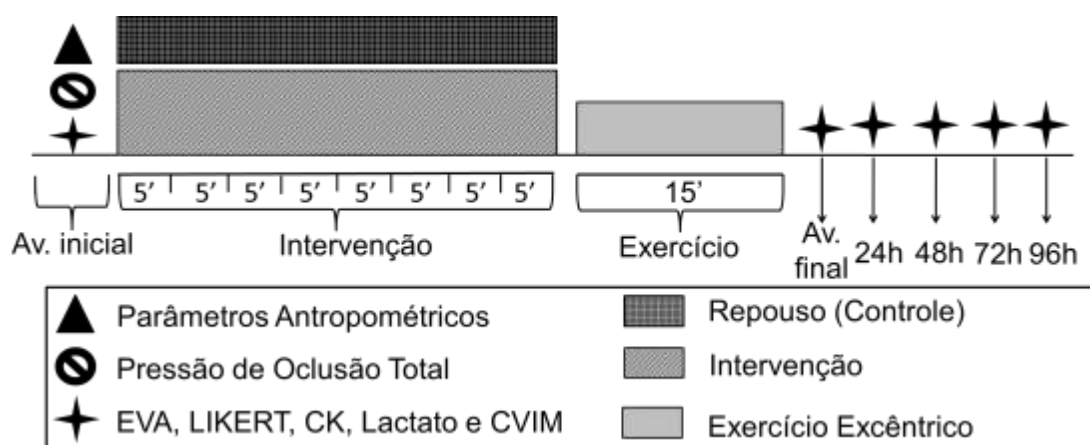 5' 5' 5' 5' 5' 5' 5' 5' 15'
Av. inicial Intervenção Exercício Av. final 24h 48h 72h 96h
Parâmetros Antropométricos
Repouso (Controle)
Pressão de Oclusão Total
Intervenção
EVA, LIKERT, CK, Lactato e CVIM
Exercício Excêntrico